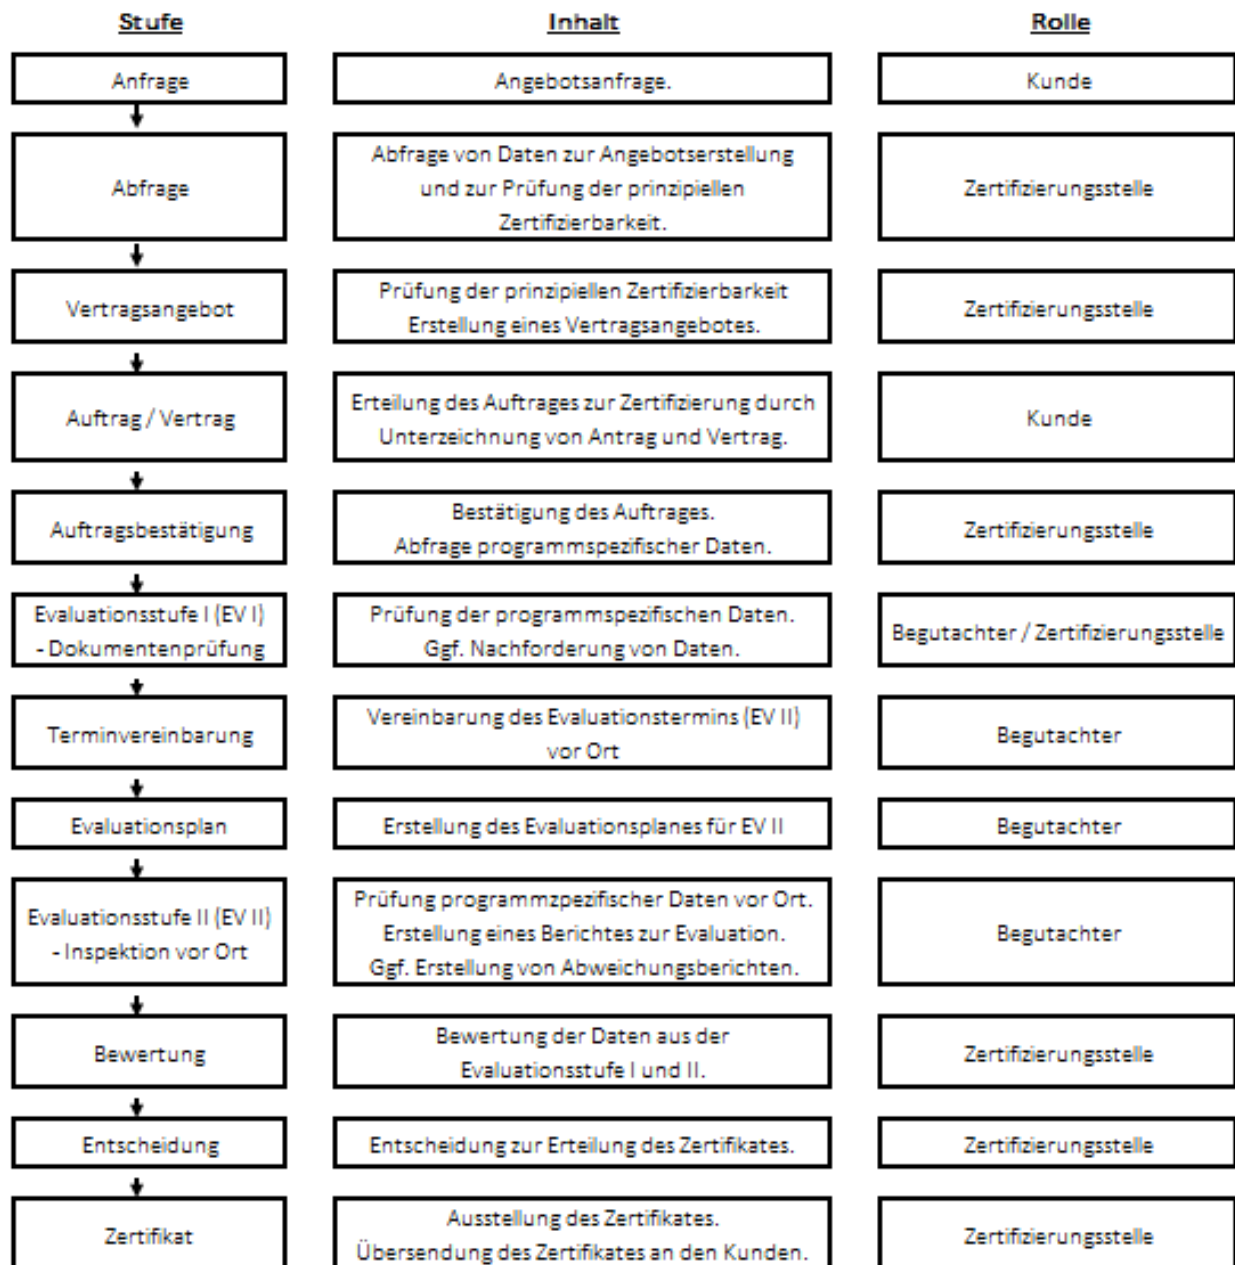 Stufe Inhalt Rolle
Anfrage Angebotsanfrage. Kunde
Abfrage
Abfrage von Daten zur Angebotserstellung
und zur Prüfung der prinzipiellen
Zertifizierbarkeit.
Zertifizierungsstelle
Vertragsangebot
Prüfung der prinzipiellen Zertifizierbarkeit
Erstellung eines Vertragsangebotes.
Zertifizierungsstelle
Auftrag / Vertrag
Erteilung des Auftrages zur Zertifizierung durch
Unterzeichnung von Antrag und Vertrag.
Kunde
Auftragsbestätigung
Bestätigung des Auftrages.
Abfrage programmspezifischer Daten.
Zertifizierungsstelle
Evaluationsstufe I (EV I)
- Dokumentenprüfung
Prüfung der programmspezifischen Daten.
Ggf. Nachforderung von Daten.
Begutachter / Zertifizierungsstelle
Terminvereinbarung
Vereinbarung des Evaluationstermins (EV II)
vor Ort
Begutachter
Evaluationsplan
Erstellung des Evaluationsplanes für EV II
Begutachter
Evaluationsstufe II (EV II)
- Inspektion vor Ort
Prüfung programmzpezifischer Daten vor Ort.
Erstellung eines Berichtes zur Evaluation.
Ggf. Erstellung von Abweichungsberichten.
Begutachter
Bewertung
Bewertung der Daten aus der
Evaluationsstufe I und II.
Zertifizierungsstelle
Entscheidung
Entscheidung zur Erteilung des Zertifikates.
Zertifizierungsstelle
Zertifikat
Ausstellung des Zertifikates.
Übersendung des Zertifikates an den Kunden.
Zertifizierungsstelle